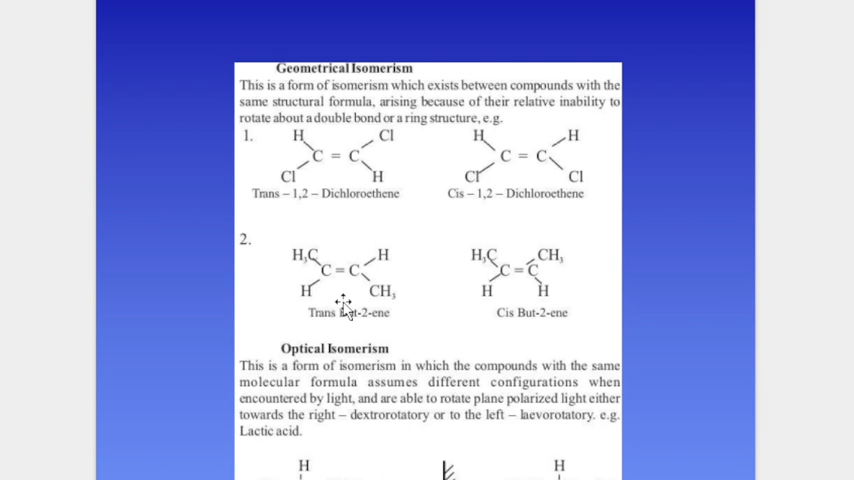 Geometrical Isomerism
This is a form of isomerism which exists between compounds with the
same structural formula, arising because of their relative inability to
rotate about a double bond or a ring structure, e.g.
1. H Cl H H
C = C C = C
Cl H Cl Cl
Trans – 1,2 – Dichloroethene Cis – 1,2 – Dichloroethene
2.
H₃C H H₃C CH₃
C = C C = C
H CH₃ H H
Trans But-2-ene Cis But-2-ene
Optical Isomerism
This is a form of isomerism in which the compounds with the same
molecular formula assumes different configurations when
encountered by light, and are able to rotate plane polarized light either
towards the right – dextrorotatory or to the left – laevorotatory. e.g.
Lactic acid.
H H